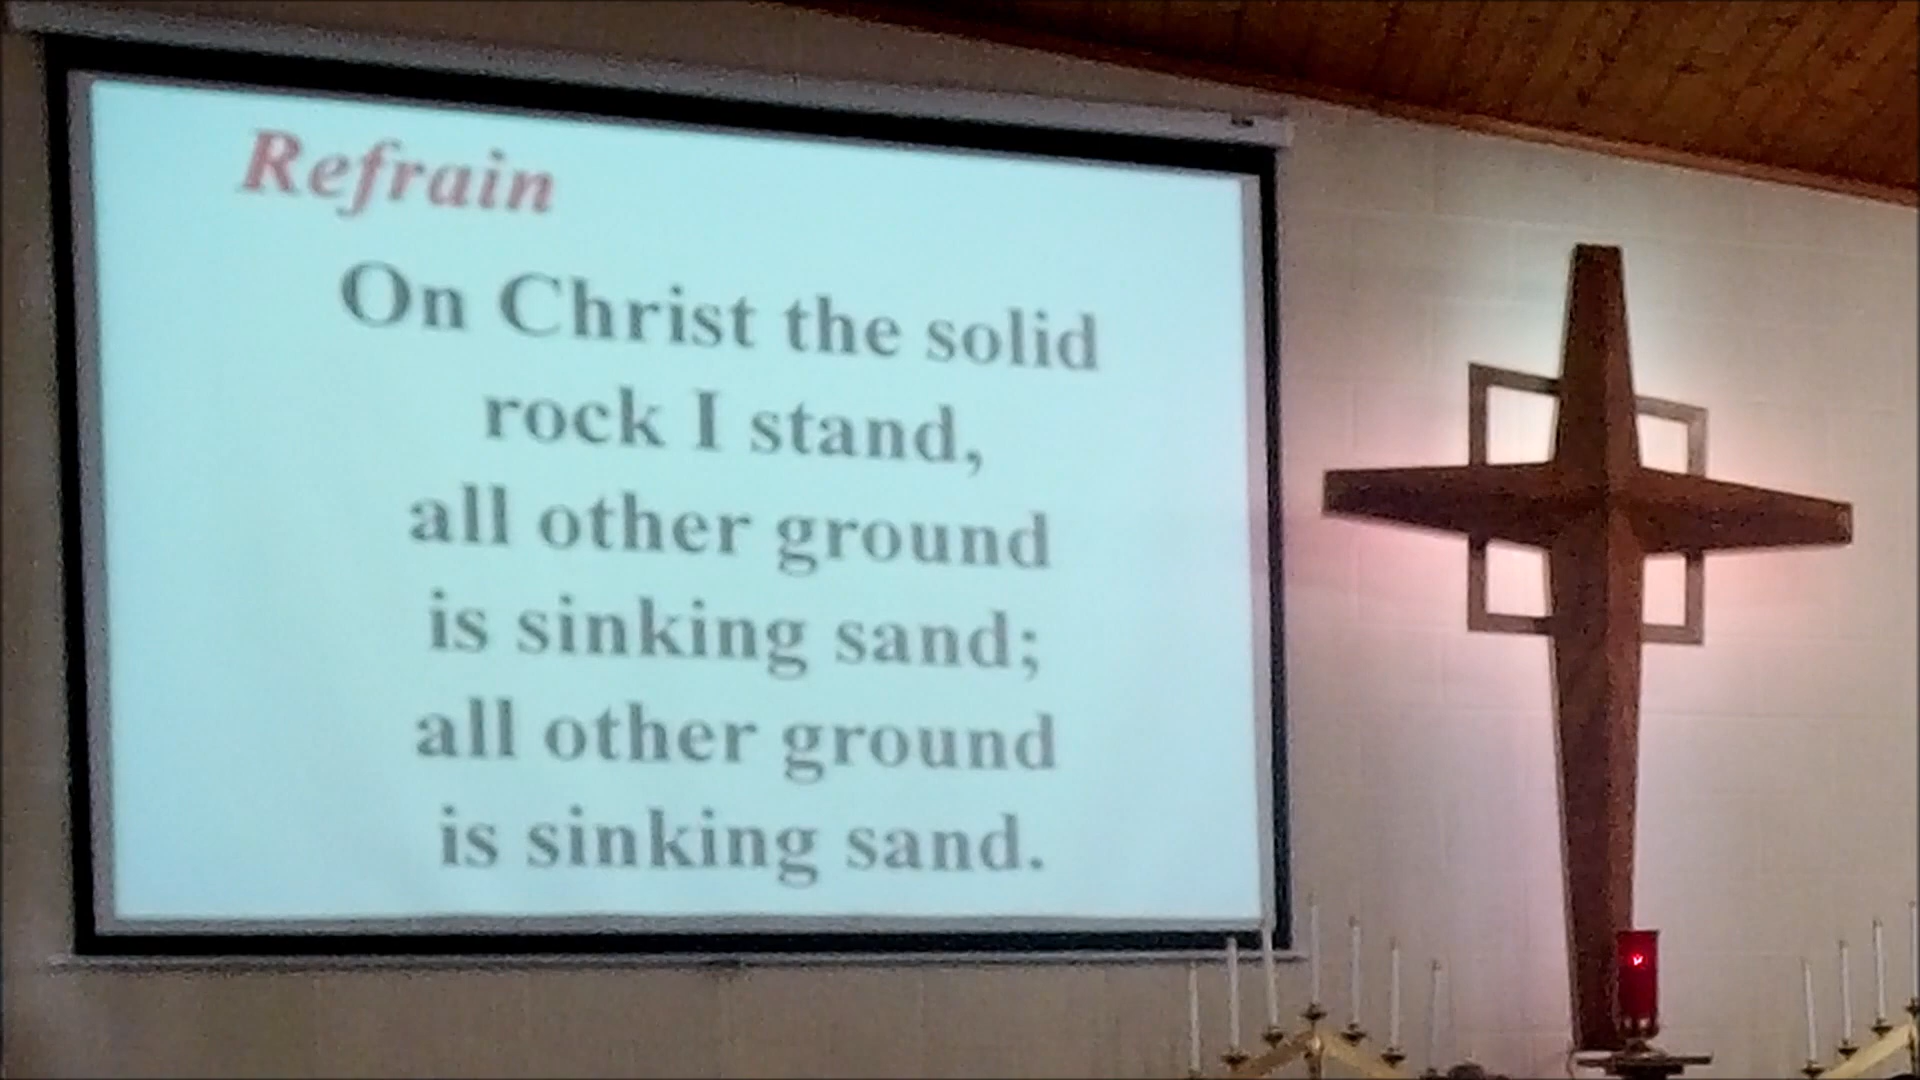 Refrain
On Christ the solid
rock I stand,
all other ground
is sinking sand;
all other ground
is sinking sand.